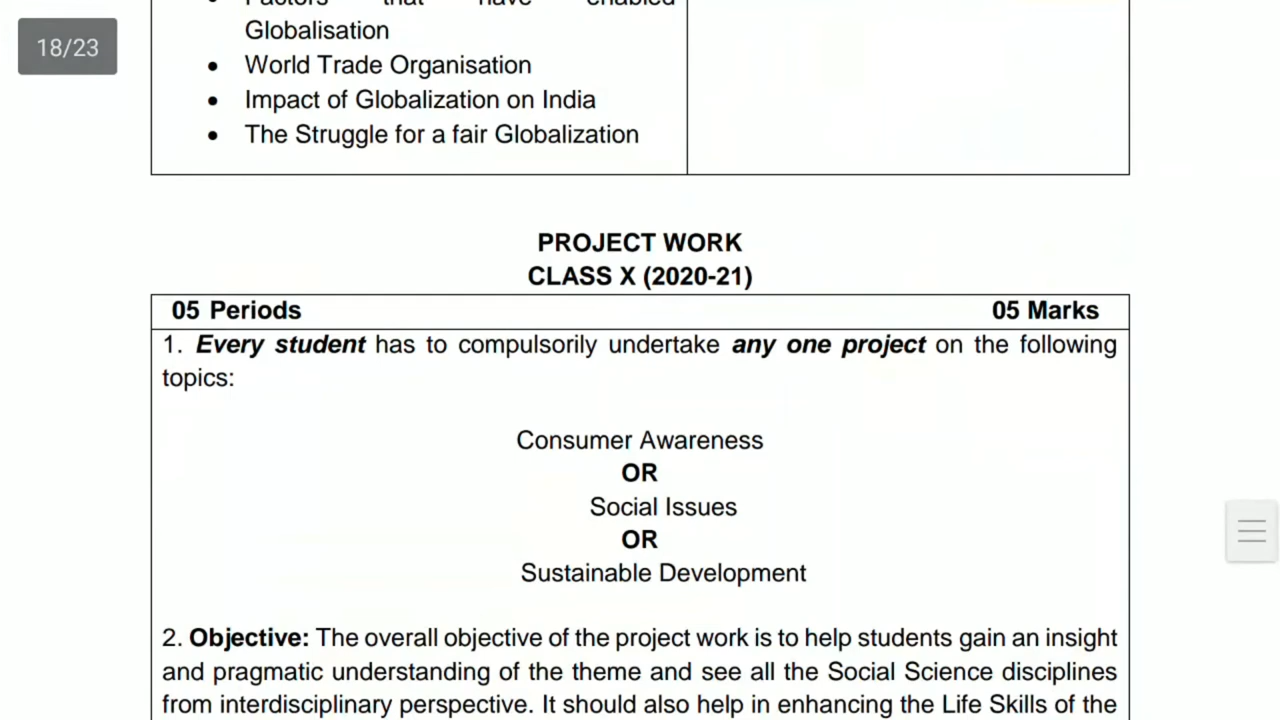 18/23
Factors that have enabled
Globalisation
• World Trade Organisation
• Impact of Globalization on India
• The Struggle for a fair Globalization
PROJECT WORK
CLASS X (2020-21)
05 Periods 05 Marks
1. Every student has to compulsorily undertake any one project on the following
topics:
Consumer Awareness
OR
Social Issues
OR
Sustainable Development
2. Objective: The overall objective of the project work is to help students gain an insight
and pragmatic understanding of the theme and see all the Social Science disciplines
from interdisciplinary perspective. It should also help in enhancing the Life Skills of the